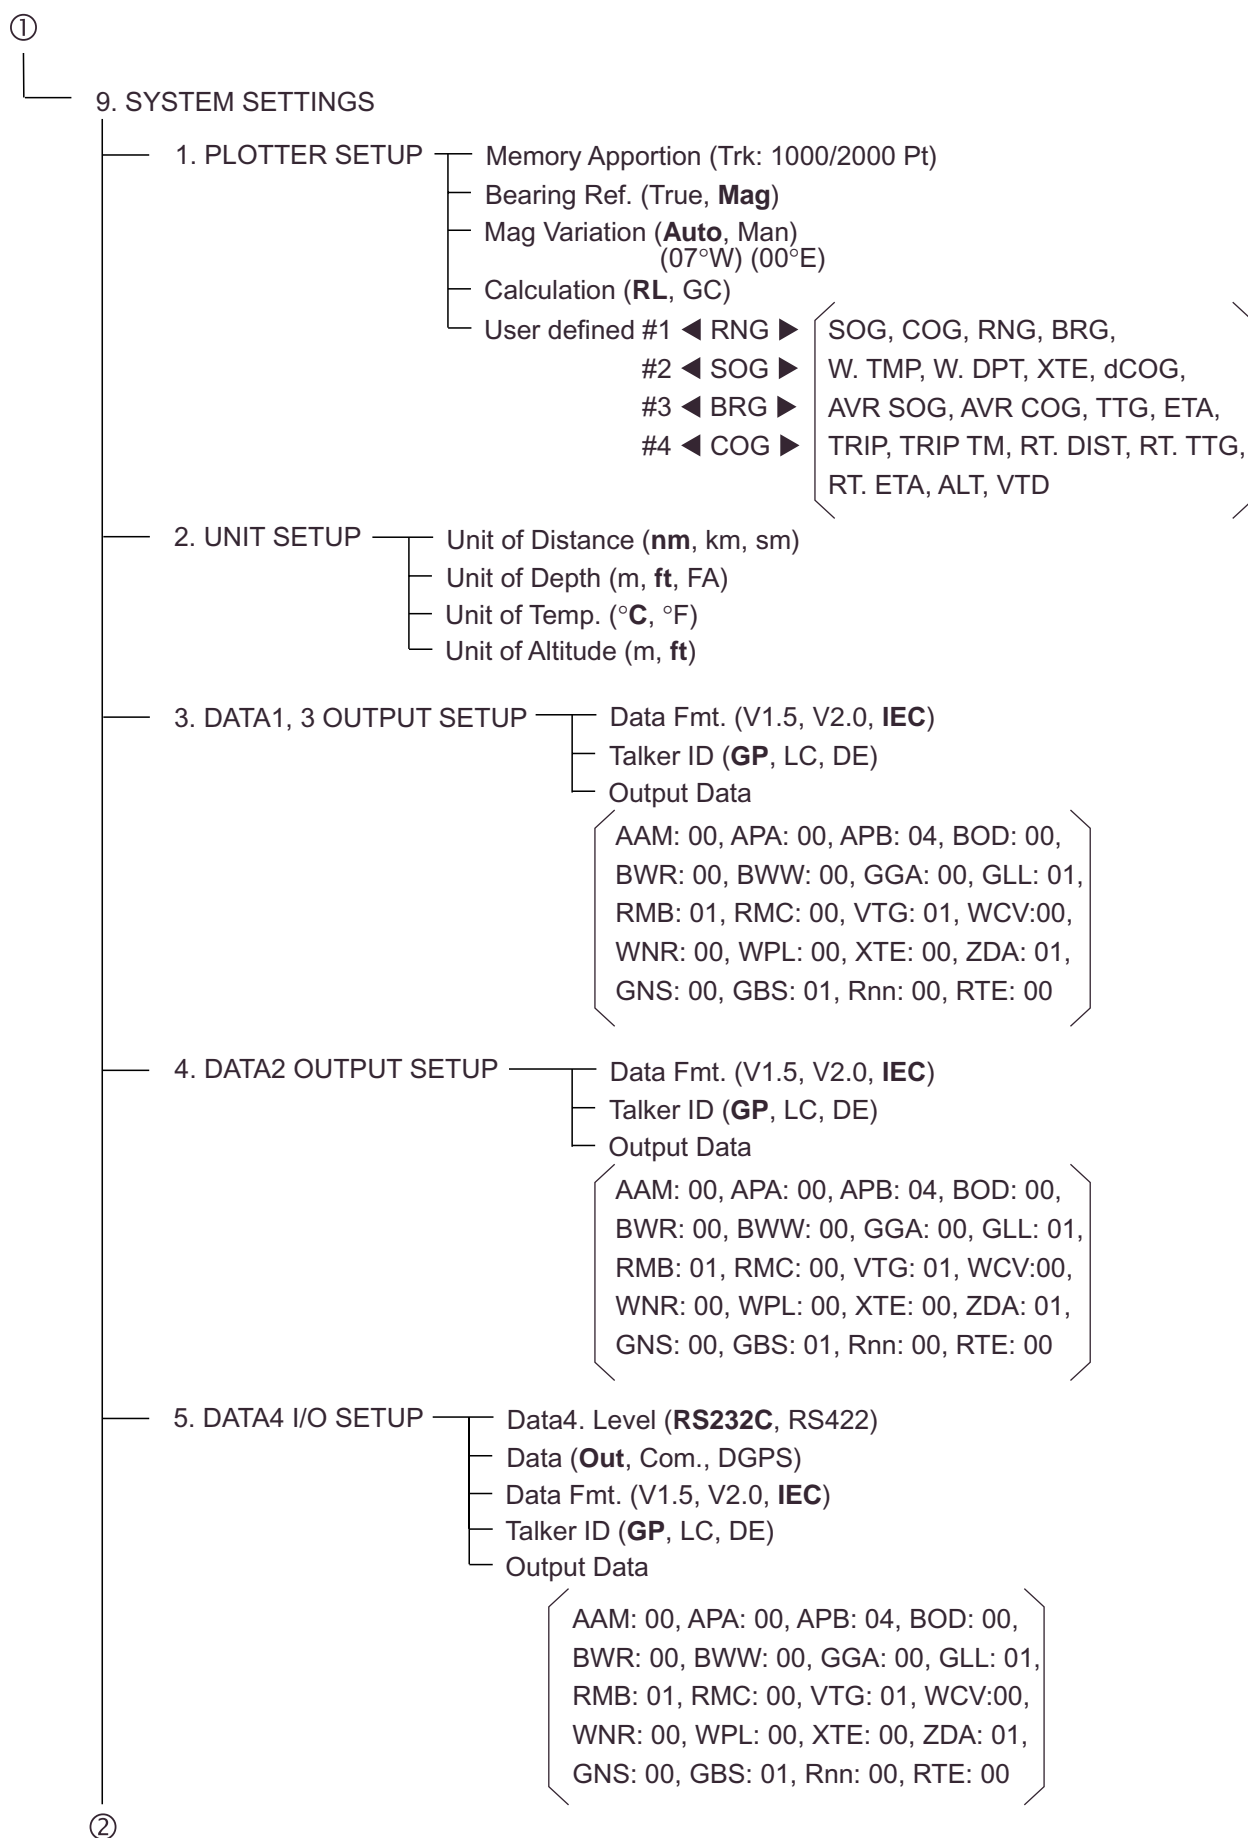 ①
9. SYSTEM SETTINGS
1. PLOTTER SETUP
Memory Apportion (Trk: 1000/2000 Pt)
Bearing Ref. (True, Mag)
Mag Variation (Auto, Man)
(07°W) (00°E)
Calculation (RL, GC)
User defined #1 ◀ RNG ▶ SOG, COG, RNG, BRG,
#2 ◀ SOG ▶ W. TMP, W. DPT, XTE, dCOG,
#3 ◀ BRG ▶ AVR SOG, AVR COG, TTG, ETA,
#4 ◀ COG ▶ TRIP, TRIP TM, RT. DIST, RT. TTG,
RT. ETA, ALT, VTD
2. UNIT SETUP
Unit of Distance (nm, km, sm)
Unit of Depth (m, ft, FA)
Unit of Temp. (°C, °F)
Unit of Altitude (m, ft)
3. DATA1, 3 OUTPUT SETUP
Data Fmt. (V1.5, V2.0, IEC)
Talker ID (GP, LC, DE)
Output Data
AAM: 00, APA: 00, APB: 04, BOD: 00,
BWR: 00, BWW: 00, GGA: 00, GLL: 01,
RMB: 01, RMC: 00, VTG: 01, WCV:00,
WNR: 00, WPL: 00, XTE: 00, ZDA: 01,
GNS: 00, GBS: 01, Rnn: 00, RTE: 00
4. DATA2 OUTPUT SETUP
Data Fmt. (V1.5, V2.0, IEC)
Talker ID (GP, LC, DE)
Output Data
AAM: 00, APA: 00, APB: 04, BOD: 00,
BWR: 00, BWW: 00, GGA: 00, GLL: 01,
RMB: 01, RMC: 00, VTG: 01, WCV:00,
WNR: 00, WPL: 00, XTE: 00, ZDA: 01,
GNS: 00, GBS: 01, Rnn: 00, RTE: 00
5. DATA4 I/O SETUP
Data4. Level (RS232C, RS422)
Data (Out, Com., DGPS)
Data Fmt. (V1.5, V2.0, IEC)
Talker ID (GP, LC, DE)
Output Data
AAM: 00, APA: 00, APB: 04, BOD: 00,
BWR: 00, BWW: 00, GGA: 00, GLL: 01,
RMB: 01, RMC: 00, VTG: 01, WCV:00,
WNR: 00, WPL: 00, XTE: 00, ZDA: 01,
GNS: 00, GBS: 01, Rnn: 00, RTE: 00
②